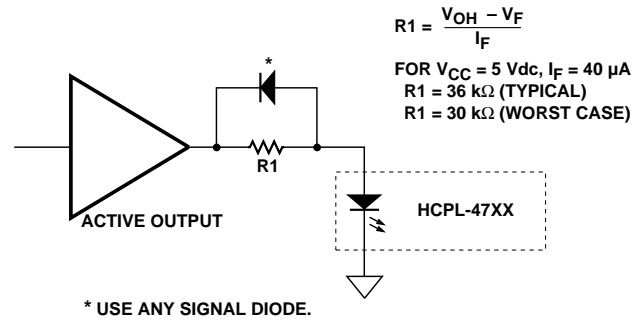 R1 = V_OH – V_F / I_F
FOR V_CC = 5 Vdc, I_F = 40 µA
R1 = 36 kΩ (TYPICAL)
R1 = 30 kΩ (WORST CASE)
*
R1
ACTIVE OUTPUT
HCPL-47XX
* USE ANY SIGNAL DIODE.